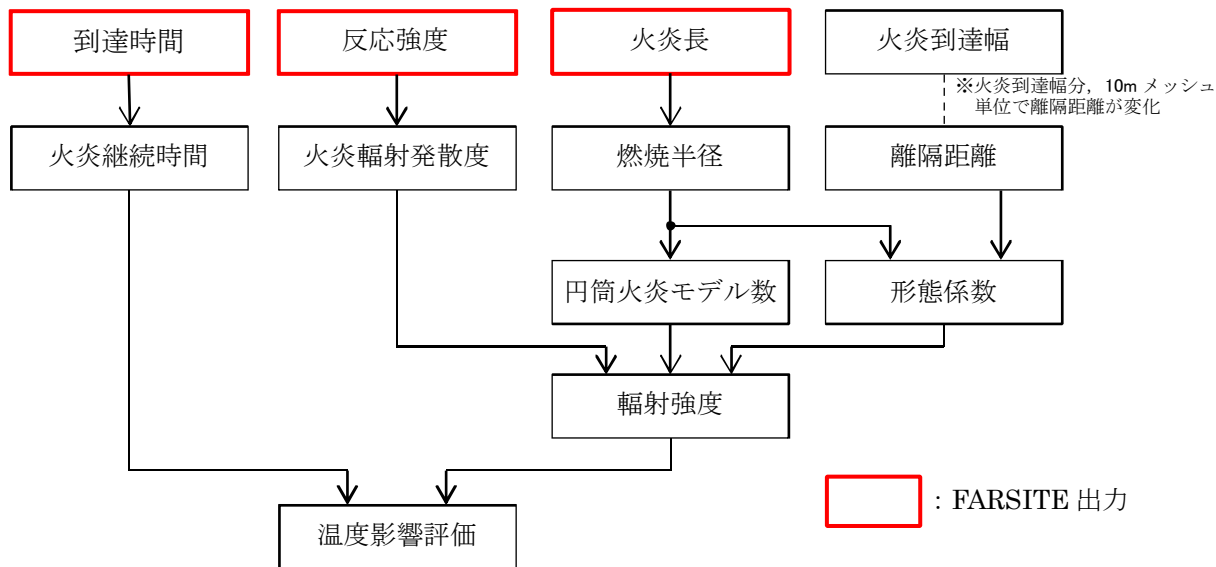 到達時間
反応強度
火炎長
火炎到達幅
※火炎到達幅分，10m メッシュ
単位で離隔距離が変化
火炎継続時間
火炎輻射発散度
燃焼半径
離隔距離
円筒火炎モデル数
形態係数
輻射強度
：FARSITE 出力
温度影響評価